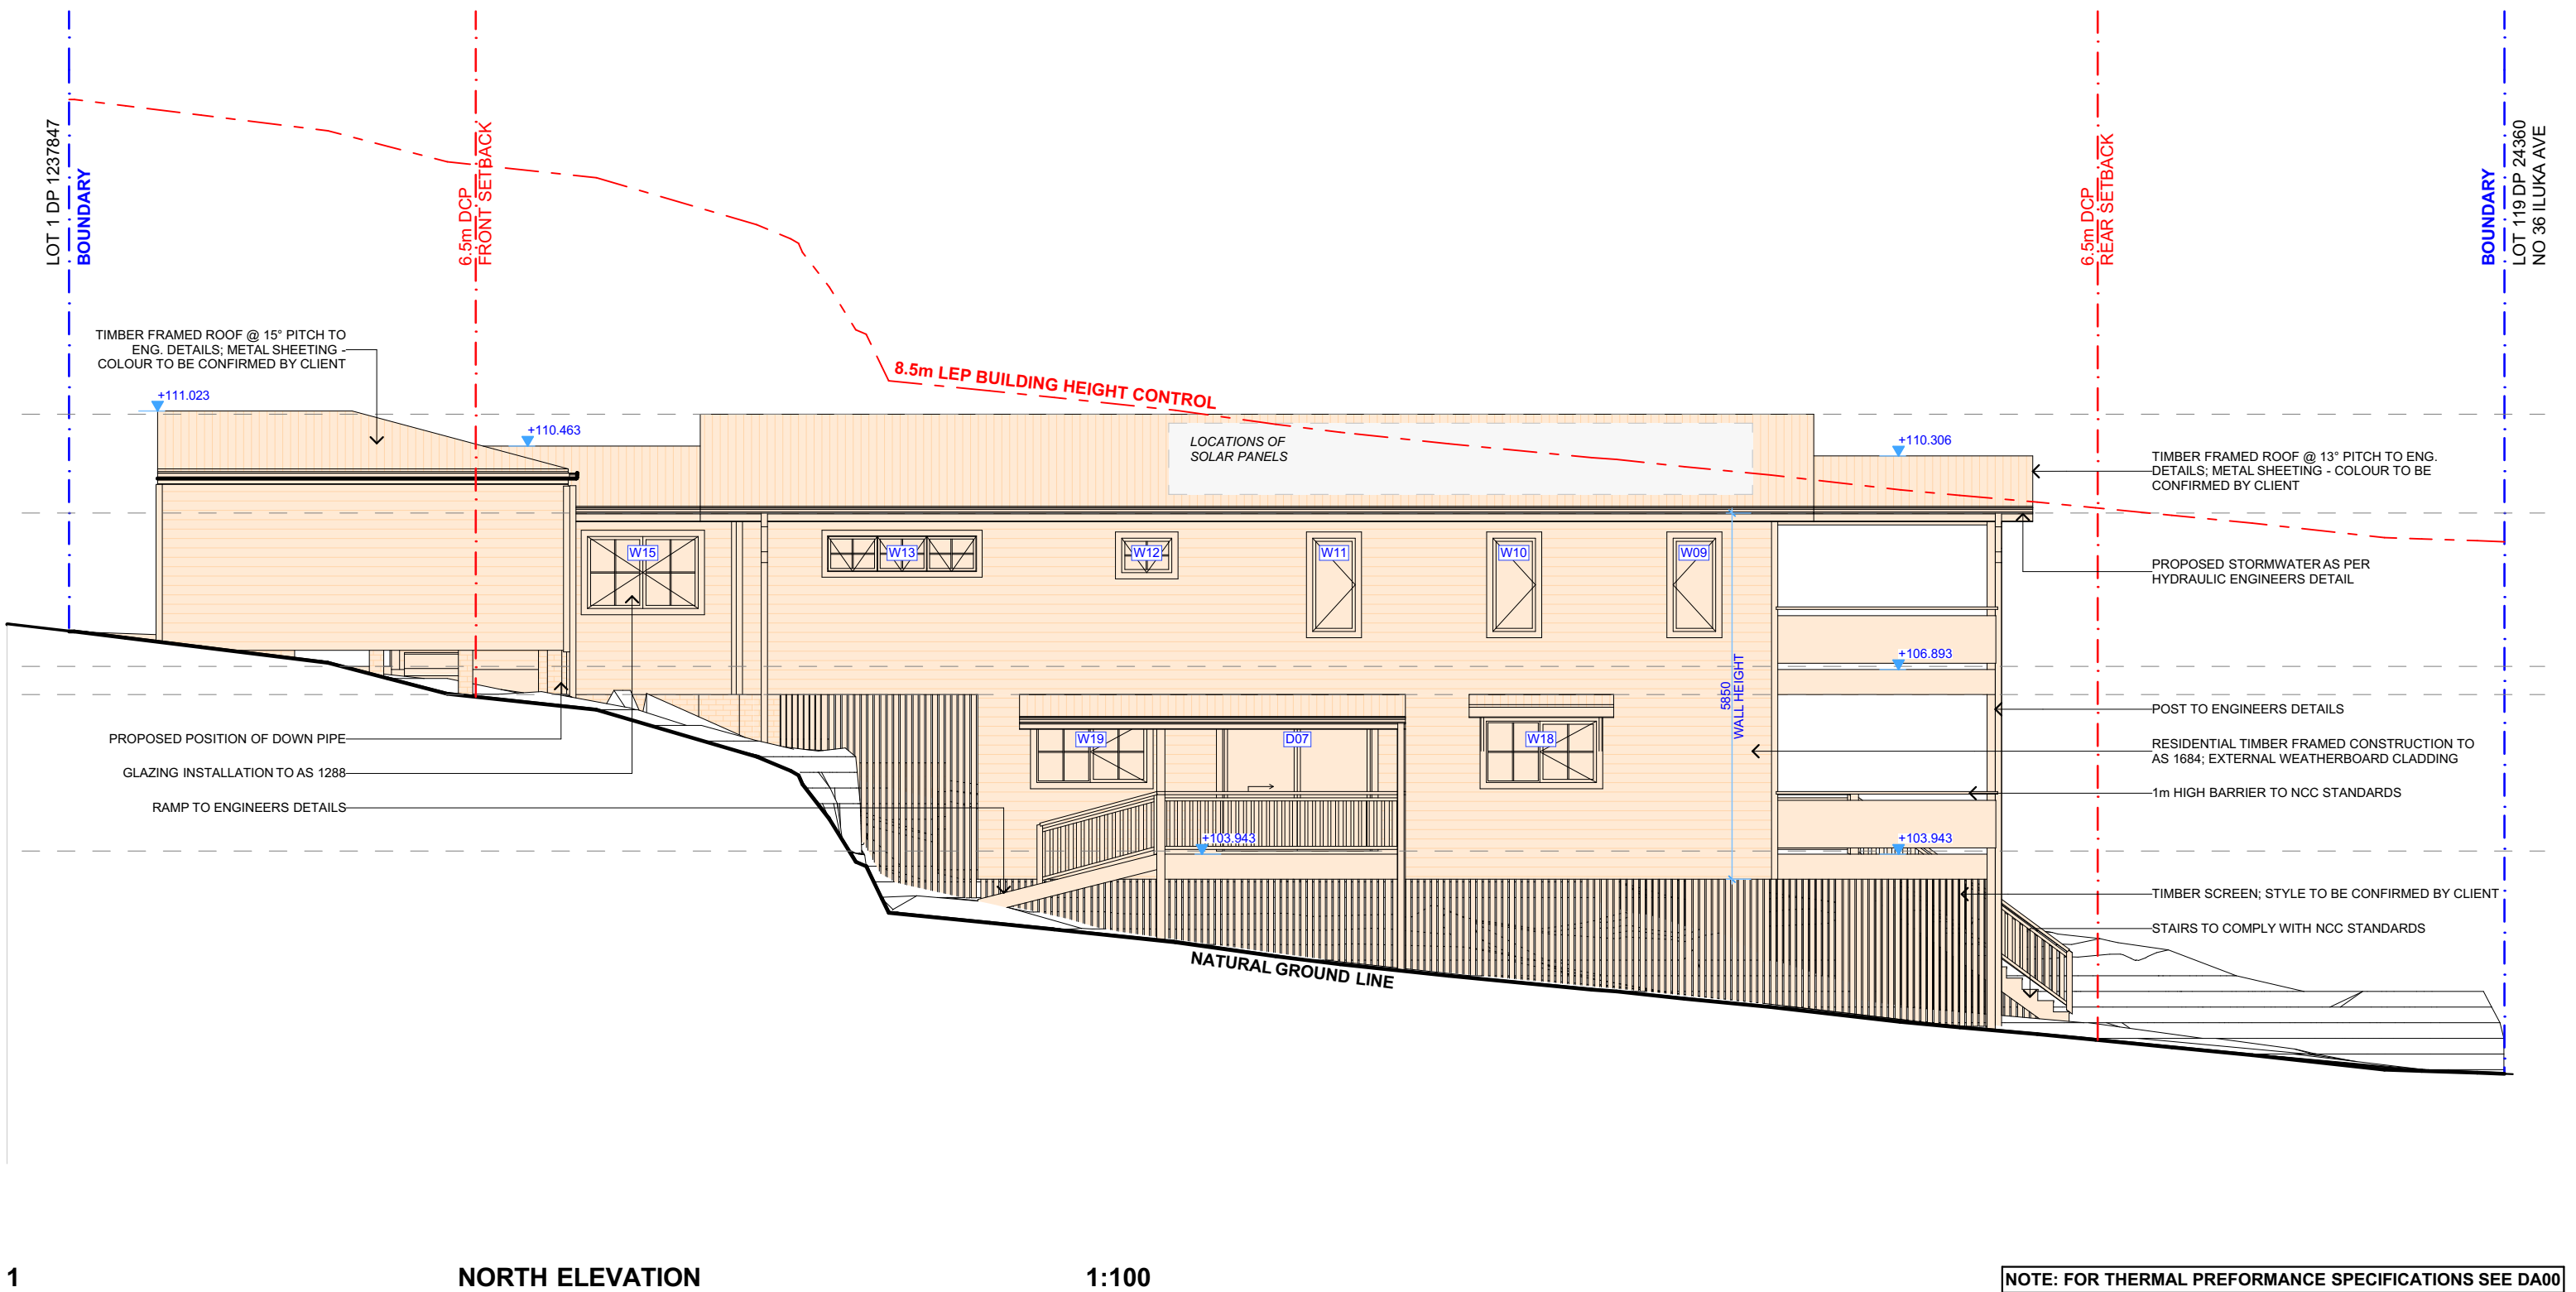 LOT 1 DP 1237847
BOUNDARY
6.5m DCP
FRONT SETBACK
6.5m DCP
REAR SETBACK
BOUNDARY
LOT 119 DP 24360
NO 36 ILUKA AVE
TIMBER FRAMED ROOF @ 15° PITCH TO
ENG. DETAILS; METAL SHEETING -
COLOUR TO BE CONFIRMED BY CLIENT
8.5m LEP BUILDING HEIGHT CONTROL
+111.023
+110.463
LOCATIONS OF
SOLAR PANELS
+110.306
TIMBER FRAMED ROOF @ 13° PITCH TO ENG.
DETAILS; METAL SHEETING - COLOUR TO BE
CONFIRMED BY CLIENT
W15
W13
W12
W11
W10
W09
PROPOSED STORMWATER AS PER
HYDRAULIC ENGINEERS DETAIL
+106.893
5850
WALL HEIGHT
POST TO ENGINEERS DETAILS
PROPOSED POSITION OF DOWN PIPE
W19
D07
W18
RESIDENTIAL TIMBER FRAMED CONSTRUCTION TO
AS 1684; EXTERNAL WEATHERBOARD CLADDING
GLAZING INSTALLATION TO AS 1288
1m HIGH BARRIER TO NCC STANDARDS
RAMP TO ENGINEERS DETAILS
+103.943
+103.943
TIMBER SCREEN; STYLE TO BE CONFIRMED BY CLIENT
STAIRS TO COMPLY WITH NCC STANDARDS
NATURAL GROUND LINE
1
NORTH ELEVATION
1:100
NOTE: FOR THERMAL PREFORMANCE SPECIFICATIONS SEE DA00